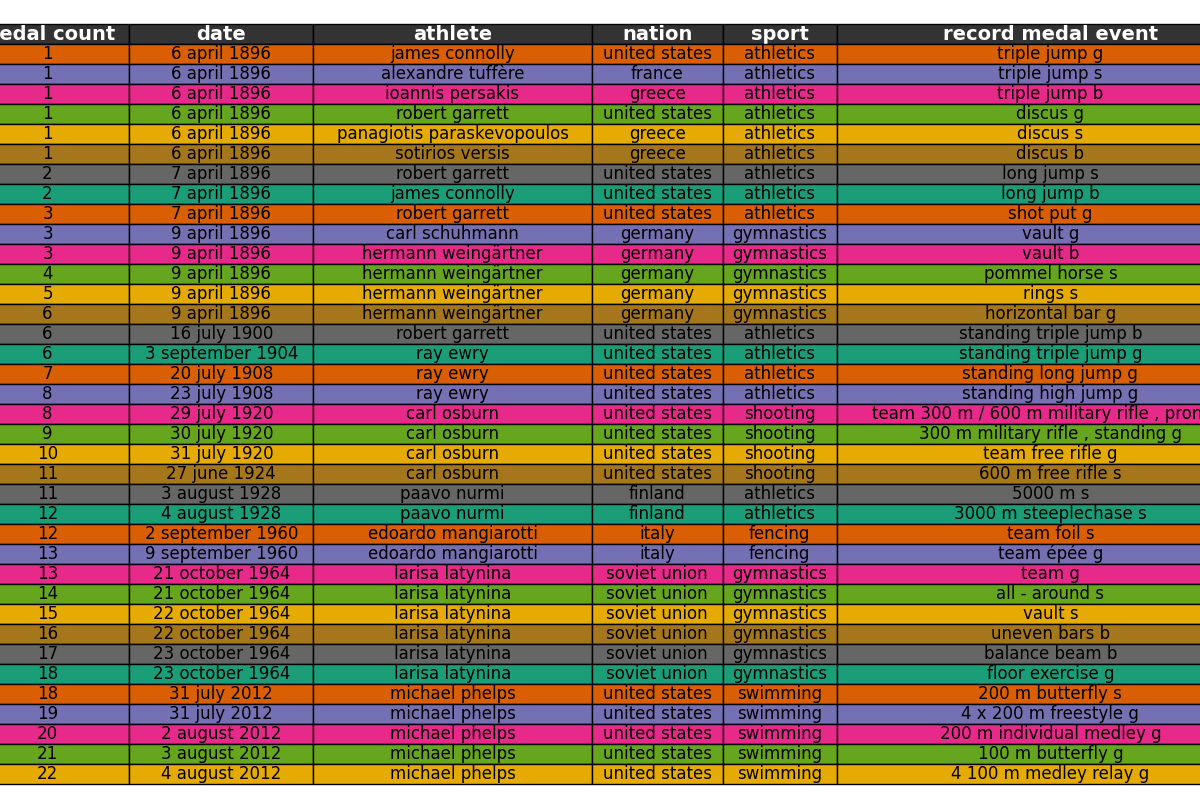 edal count date athlete nation sport record medal event
1 6 april 1896 james connolly united states athletics triple jump g
1 6 april 1896 alexandre tuffère france athletics triple jump s
1 6 april 1896 ioannis persakis greece athletics triple jump b
1 6 april 1896 robert garrett united states athletics discus g
1 6 april 1896 panagiotis paraskevopoulos greece athletics discus s
1 6 april 1896 sotirios versis greece athletics discus b
2 7 april 1896 robert garrett united states athletics long jump s
2 7 april 1896 james connolly united states athletics long jump b
3 7 april 1896 robert garrett united states athletics shot put g
3 9 april 1896 carl schuhmann germany gymnastics vault g
3 9 april 1896 hermann weingärtner germany gymnastics vault b
4 9 april 1896 hermann weingärtner germany gymnastics pommel horse s
5 9 april 1896 hermann weingärtner germany gymnastics rings s
6 9 april 1896 hermann weingärtner germany gymnastics horizontal bar g
6 16 july 1900 robert garrett united states athletics standing triple jump b
6 3 september 1904 ray ewry united states athletics standing triple jump g
7 20 july 1908 ray ewry united states athletics standing long jump g
8 23 july 1908 ray ewry united states athletics standing high jump g
8 29 july 1920 carl osburn united states shooting team 300 m / 600 m military rifle , pron
9 30 july 1920 carl osburn united states shooting 300 m military rifle , standing g
10 31 july 1920 carl osburn united states shooting team free rifle g
11 27 june 1924 carl osburn united states shooting 600 m free rifle s
11 3 august 1928 paavo nurmi finland athletics 5000 m s
12 4 august 1928 paavo nurmi finland athletics 3000 m steeplechase s
12 2 september 1960 edoardo mangiarotti italy fencing team foil s
13 9 september 1960 edoardo mangiarotti italy fencing team épée g
13 21 october 1964 larisa latynina soviet union gymnastics team g
14 21 october 1964 larisa latynina soviet union gymnastics all - around s
15 22 october 1964 larisa latynina soviet union gymnastics vault s
16 22 october 1964 larisa latynina soviet union gymnastics uneven bars b
17 23 october 1964 larisa latynina soviet union gymnastics balance beam b
18 23 october 1964 larisa latynina soviet union gymnastics floor exercise g
18 31 july 2012 michael phelps united states swimming 200 m butterfly s
19 31 july 2012 michael phelps united states swimming 4 x 200 m freestyle g
20 2 august 2012 michael phelps united states swimming 200 m individual medley g
21 3 august 2012 michael phelps united states swimming 100 m butterfly g
22 4 august 2012 michael phelps united states swimming 4 100 m medley relay g